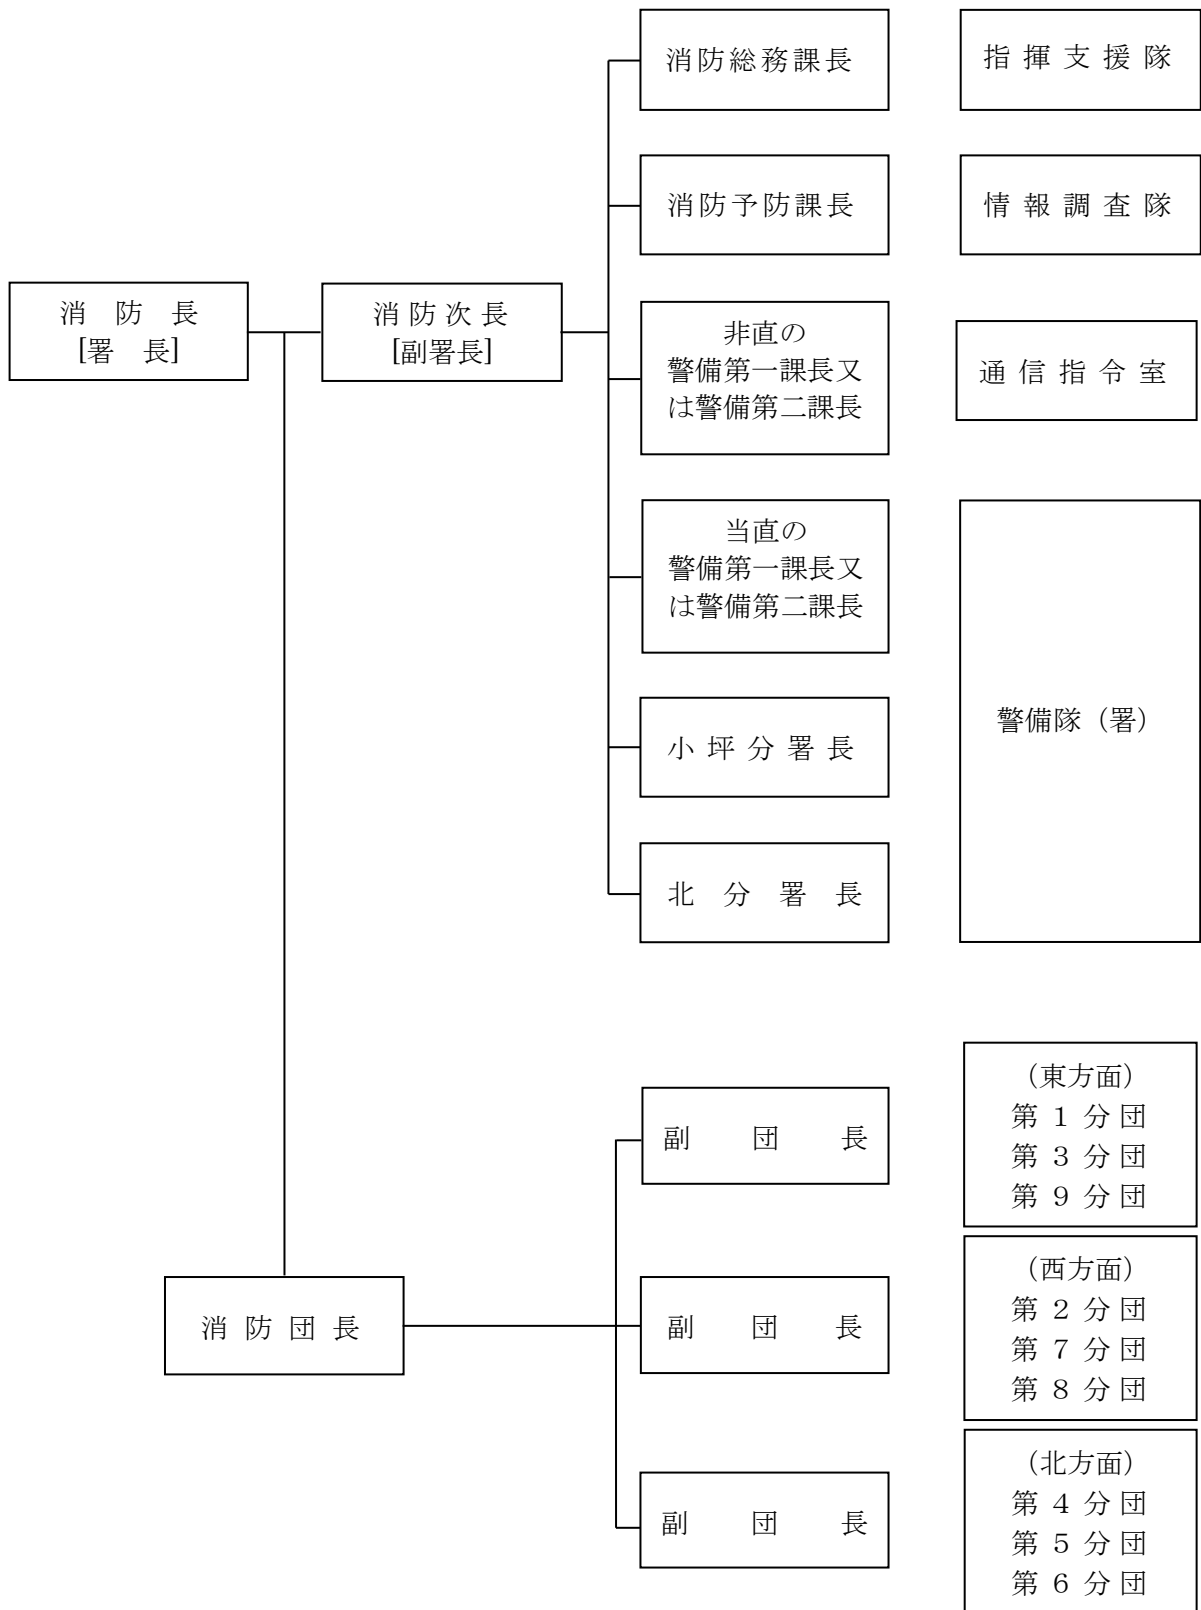 消防総務課長
指揮支援隊
消防予防課長
情報調査隊
消　防　長
[署　長]
消防次長
[副署長]
非直の
警備第一課長又
は警備第二課長
通信指令室
当直の
警備第一課長又
は警備第二課長
警備隊（署）
小坪分署長
北　分　署　長
副　団　長
（東方面）
第１分団
第３分団
第９分団
消防団長
副　団　長
（西方面）
第２分団
第７分団
第８分団
副　団　長
（北方面）
第４分団
第５分団
第６分団